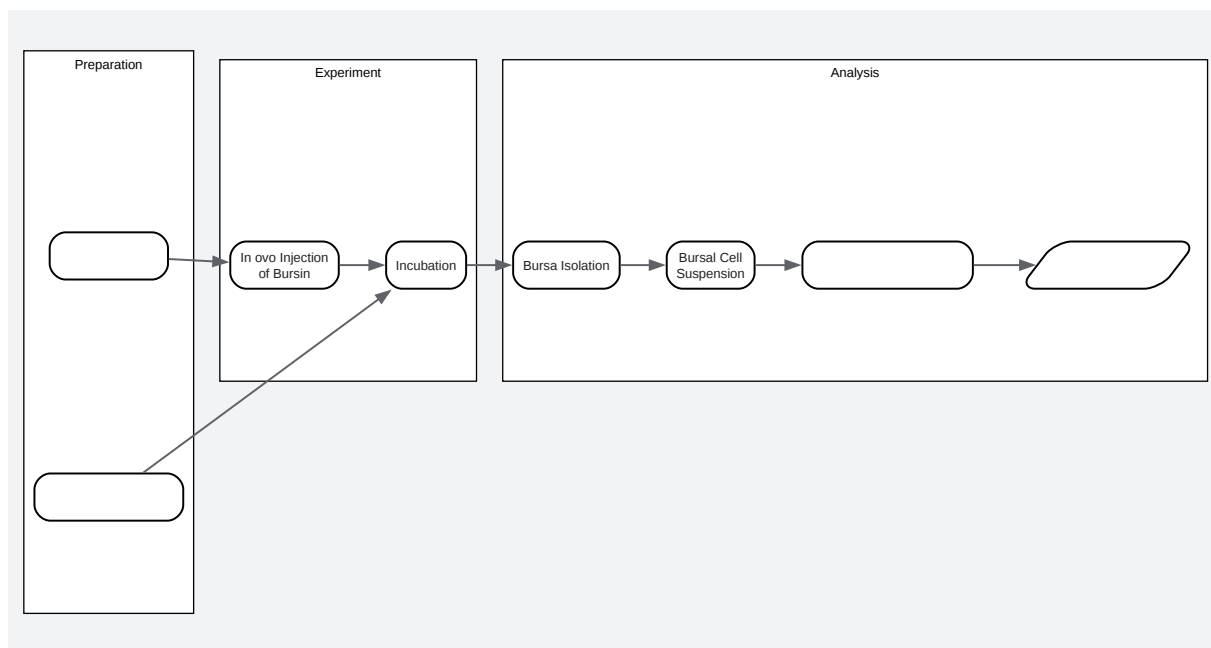 Preparation
Experiment
Analysis
In ovo Injection
of Bursin
Incubation
Bursa Isolation
Bursal Cell
Suspension